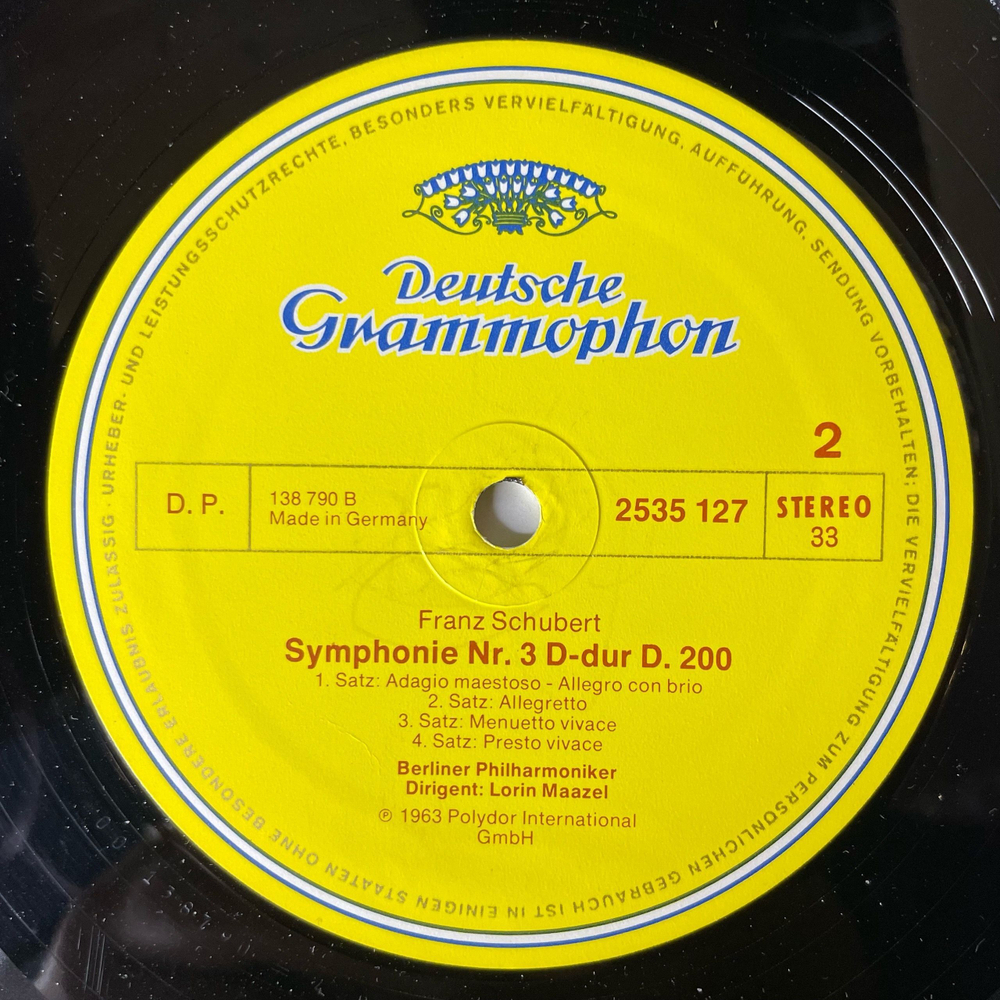 URHEBER- UND LEISTUNGSSCHUTZRECHTE, BESONDERS VERVIELFÄLTIGUNG, AUFFÜHRUNG, SENDUNG VORBEHALTEN; DIE VERVIELFÄLTIGUNG ZUM PERSÖNLICHEN GEBRAUCH IST IN EINIGEN STAATEN OHNE BESONDERE ERLAUBNIS ZULÄSSIG ·
Deutsche
Grammophon
2
D. P.
138 790 B
Made in Germany
2535 127
STEREO
33
Franz Schubert
Symphonie Nr. 3 D-dur D. 200
1. Satz: Adagio maestoso - Allegro con brio
2. Satz: Allegretto
3. Satz: Menuetto vivace
4. Satz: Presto vivace
Berliner Philharmoniker
Dirigent: Lorin Maazel
℗ 1963 Polydor International
GmbH